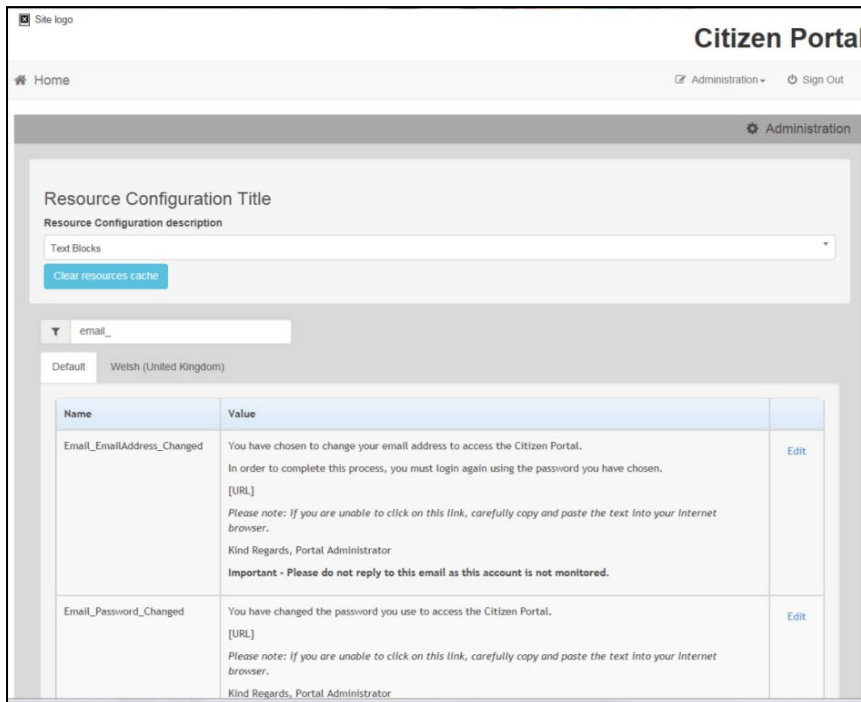 Site logo
Citizen Portal
Home
Administration
Sign Out
Administration
Resource Configuration Title
Resource Configuration description
Text Blocks
Clear resources cache
email_
Default
Welsh (United Kingdom)
Name
Value
Email_EmailAddress_Changed
You have chosen to change your email address to access the Citizen Portal.
Edit
In order to complete this process, you must login again using the password you have chosen.
[URL]
Please note: if you are unable to click on this link, carefully copy and paste the text into your Internet
browser.
Kind Regards, Portal Administrator
Important - Please do not reply to this email as this account is not monitored.
Email_Password_Changed
You have changed the password you use to access the Citizen Portal.
Edit
[URL]
Please note: if you are unable to click on this link, carefully copy and paste the text into your Internet
browser.
Kind Regards, Portal Administrator